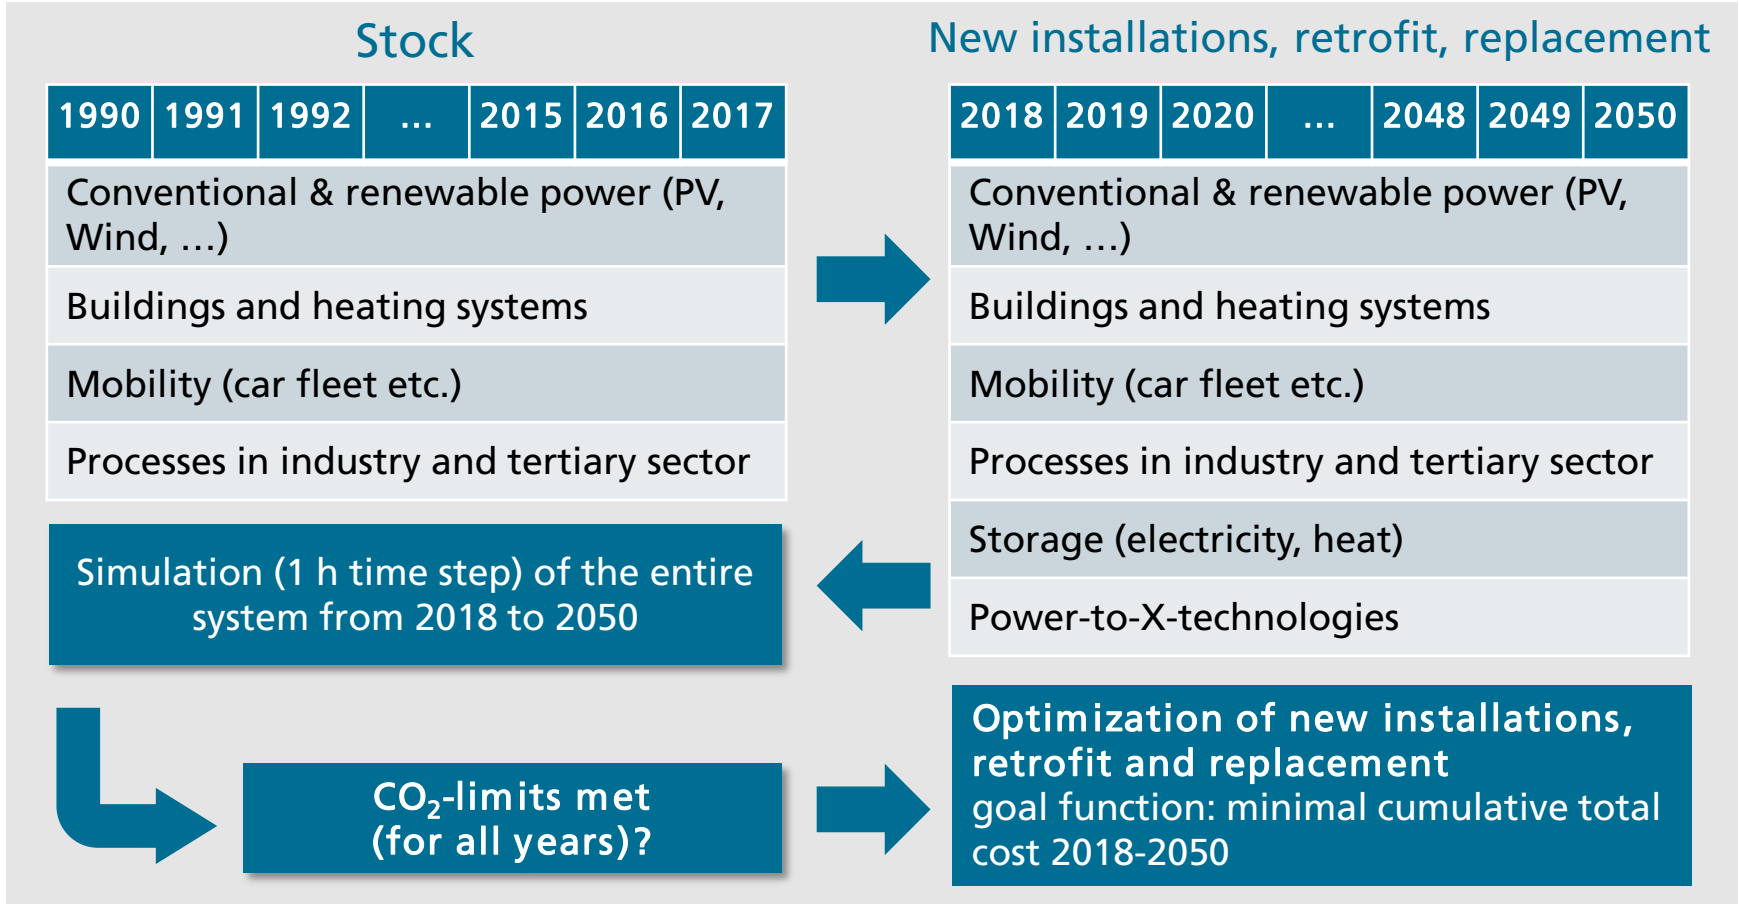 Stock
1990 1991 1992 ... 2015 2016 2017
Conventional & renewable power (PV,
Wind, …)
Buildings and heating systems
Mobility (car fleet etc.)
Processes in industry and tertiary sector
New installations, retrofit, replacement
2018 2019 2020 ... 2048 2049 2050
Conventional & renewable power (PV,
Wind, …)
Buildings and heating systems
Mobility (car fleet etc.)
Processes in industry and tertiary sector
Storage (electricity, heat)
Power-to-X-technologies
Simulation (1 h time step) of the entire
system from 2018 to 2050
CO₂-limits met
(for all years)?
Optimization of new installations,
retrofit and replacement
goal function: minimal cumulative total
cost 2018-2050